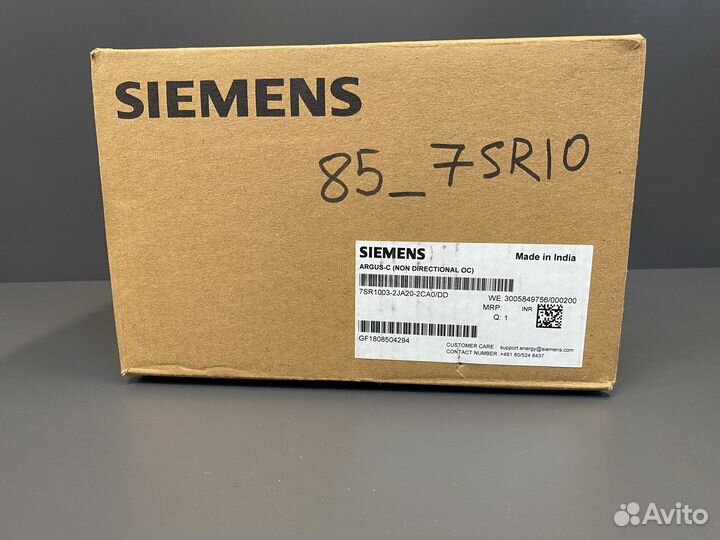 SIEMENS
85_7SR10
SIEMENS
Made in India
ARGUS-C (NON DIRECTIONAL OC)
7SR1003-2JA20-2CA0/DD
WE: 3005849756/000200
MRP: INR
Q: 1
GF1808504294
CUSTOMER CARE : support.energy@siemens.com
CONTACT NUMBER : +491 80/524 8437
Avito